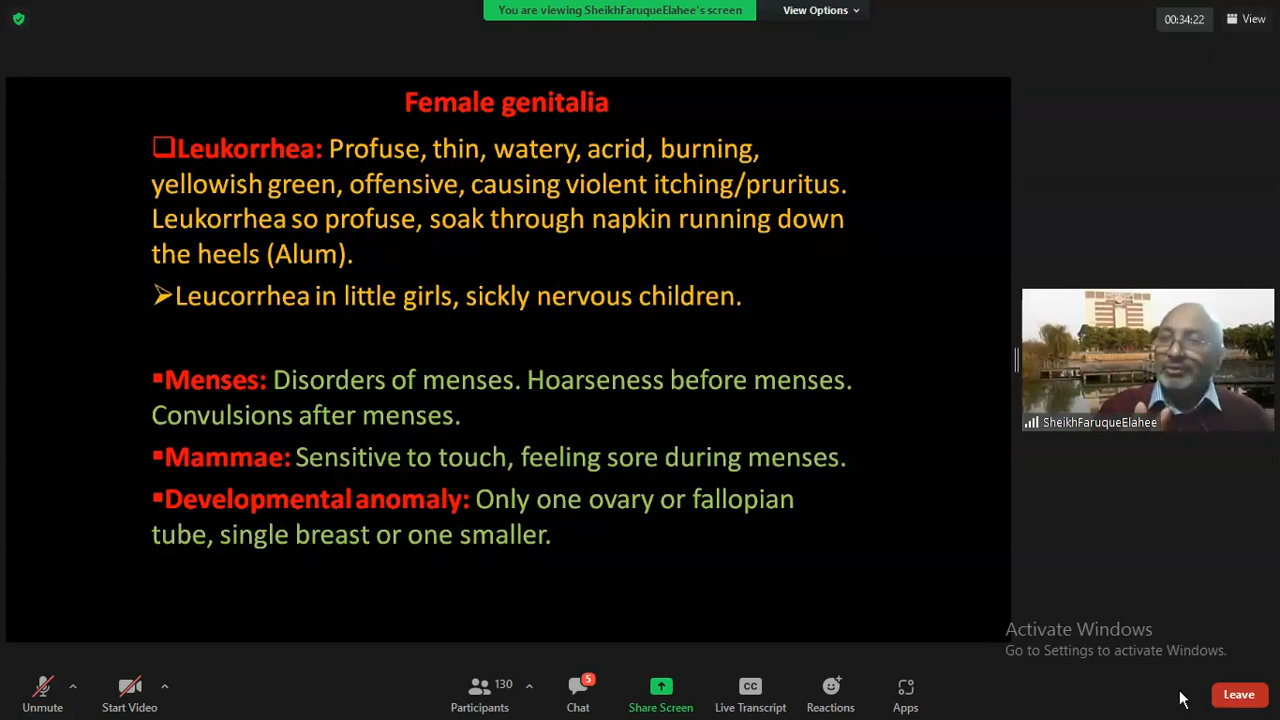 You are viewing SheikhFaruqueElahee's screen
View Options
00:34:22
View
Female genitalia
❑Leukorrhea: Profuse, thin, watery, acrid, burning,
yellowish green, offensive, causing violent itching/pruritus.
Leukorrhea so profuse, soak through napkin running down
the heels (Alum).
➢Leucorrhea in little girls, sickly nervous children.
▪Menses: Disorders of menses. Hoarseness before menses.
Convulsions after menses.
▪Mammae: Sensitive to touch, feeling sore during menses.
▪Developmental anomaly: Only one ovary or fallopian
tube, single breast or one smaller.
SheikhFaruqueElahee
Activate Windows
Go to Settings to activate Windows.
Unmute
Start Video
130
Participants
5
Chat
Share Screen
CC
Live Transcript
Reactions
Apps
Leave